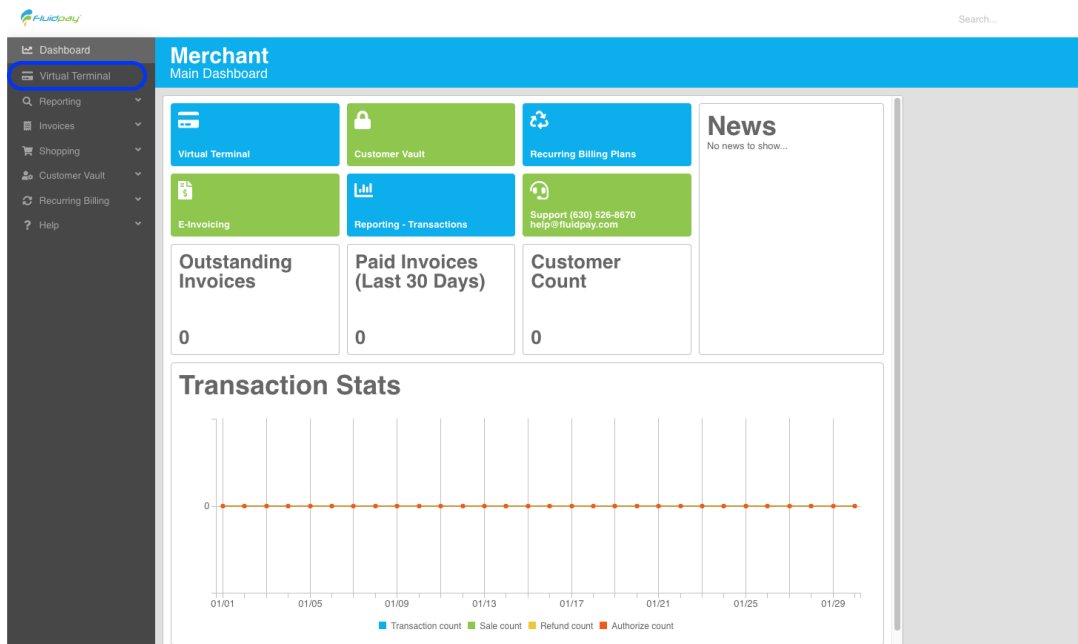 Fluidpay
Search...
Dashboard
Virtual Terminal
Reporting
Invoices
Shopping
Customer Vault
Recurring Billing
Help
Merchant
Main Dashboard
Virtual Terminal
Customer Vault
Recurring Billing Plans
E-Invoicing
Reporting - Transactions
Support (630) 526-8670
help@fluidpay.com
News
No news to show...
Outstanding
Invoices
0
Paid Invoices
(Last 30 Days)
0
Customer
Count
0
Transaction Stats
0
01/01 01/05 01/09 01/13 01/17 01/21 01/25 01/29
Transaction count Sale count Refund count Authorize count